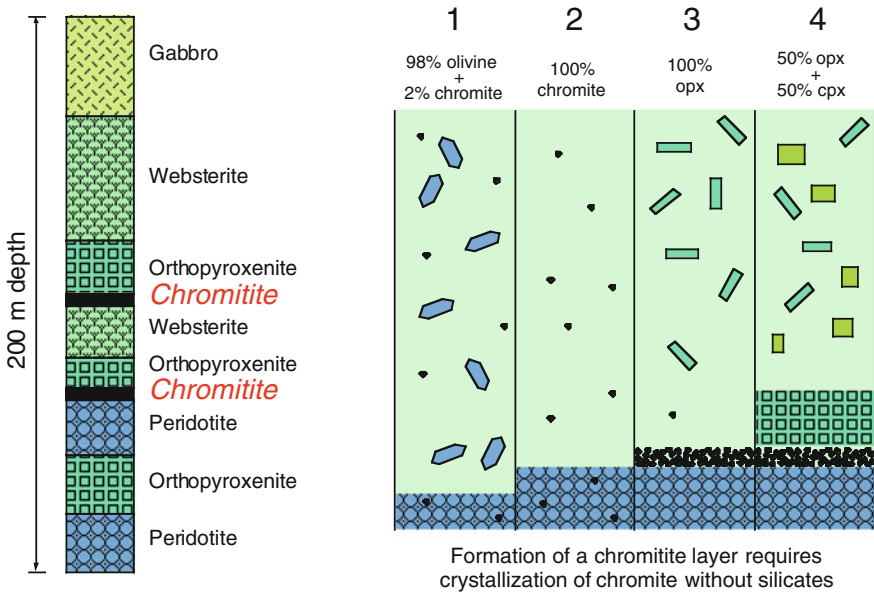 200 m depth
Gabbro
Websterite
Orthopyroxenite
Chromitite
Websterite
Orthopyroxenite
Chromitite
Peridotite
Orthopyroxenite
Peridotite
1
98% olivine
+
2% chromite
2
100%
chromite
3
100%
opx
4
50% opx
+
50% cpx
Formation of a chromitite layer requires
crystallization of chromite without silicates